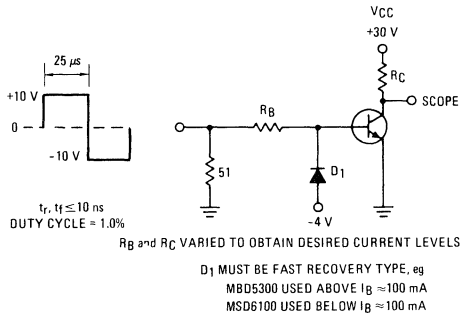 VCC
+30 V
25 µs
RC
+10 V
SCOPE
RB
0
-10 V
51
D1
tr, tf ≤ 10 ns
DUTY CYCLE = 1.0%
-4 V
RB and RC VARIED TO OBTAIN DESIRED CURRENT LEVELS
D1 MUST BE FAST RECOVERY TYPE, eg
MBD5300 USED ABOVE IB ≈ 100 mA
MSD6100 USED BELOW IB ≈ 100 mA